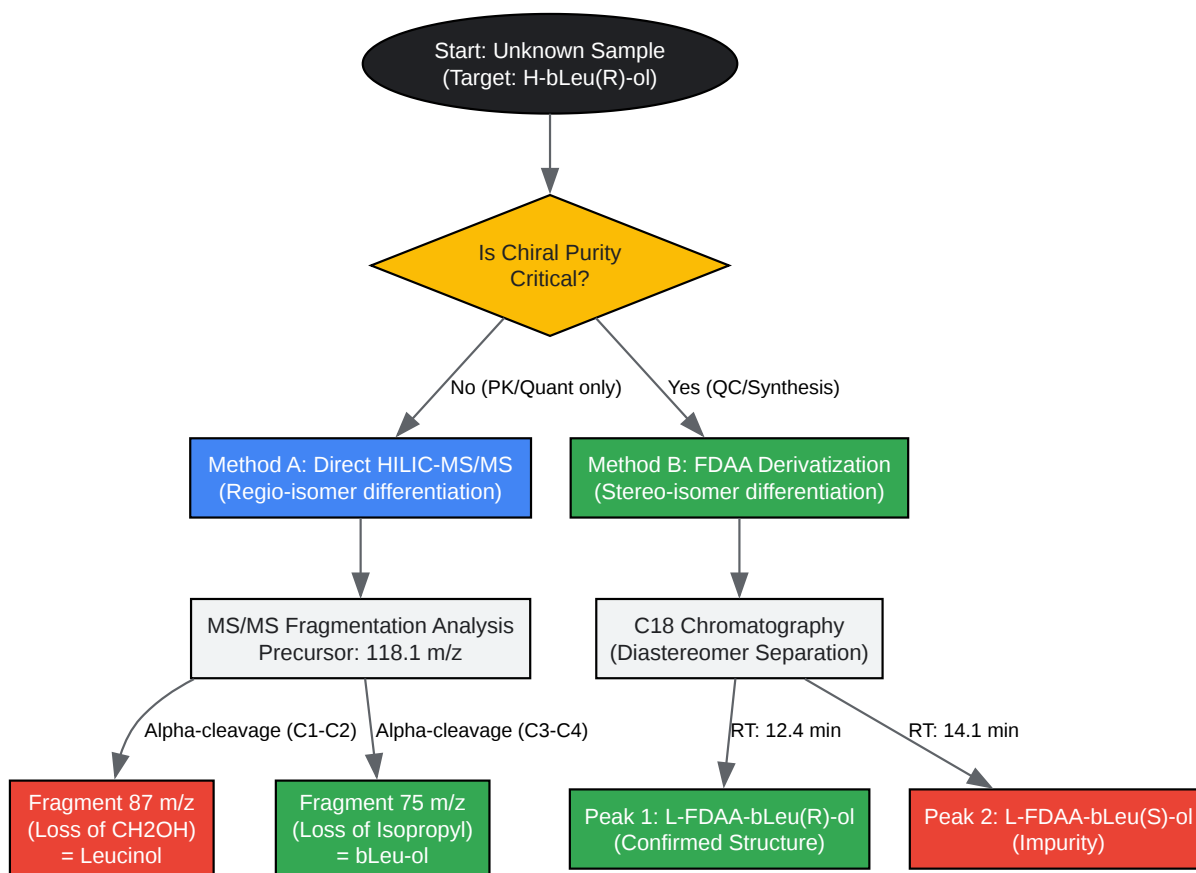 Start: Unknown Sample
(Target: H-bLeu(R)-ol)
Is Chiral Purity
Critical?
No (PK/Quant only)
Yes (QC/Synthesis)
Method A: Direct HILIC-MS/MS
(Regio-isomer differentiation)
Method B: FDAA Derivatization
(Stereo-isomer differentiation)
MS/MS Fragmentation Analysis
Precursor: 118.1 m/z
C18 Chromatography
(Diastereomer Separation)
Alpha-cleavage (C1-C2)
Alpha-cleavage (C3-C4)
RT: 12.4 min
RT: 14.1 min
Fragment 87 m/z
(Loss of CH2OH)
= Leucinol
Fragment 75 m/z
(Loss of Isopropyl)
= bLeu-ol
Peak 1: L-FDAA-bLeu(R)-ol
(Confirmed Structure)
Peak 2: L-FDAA-bLeu(S)-ol
(Impurity)